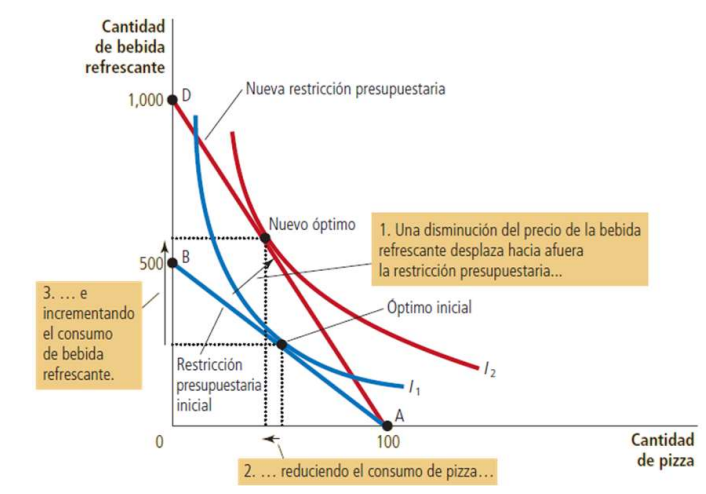 Cantidad
de bebida
refrescante
1,000
D
Nueva restricción presupuestaria
Nuevo óptimo
1. Una disminución del precio de la bebida
refrescante desplaza hacia afuera
la restricción presupuestaria...
500
B
3. … e
incrementando
el consumo
de bebida
refrescante.
Óptimo inicial
Restricción
presupuestaria
inicial
I2
I1
A
0
100
Cantidad
de pizza
2. … reduciendo el consumo de pizza…